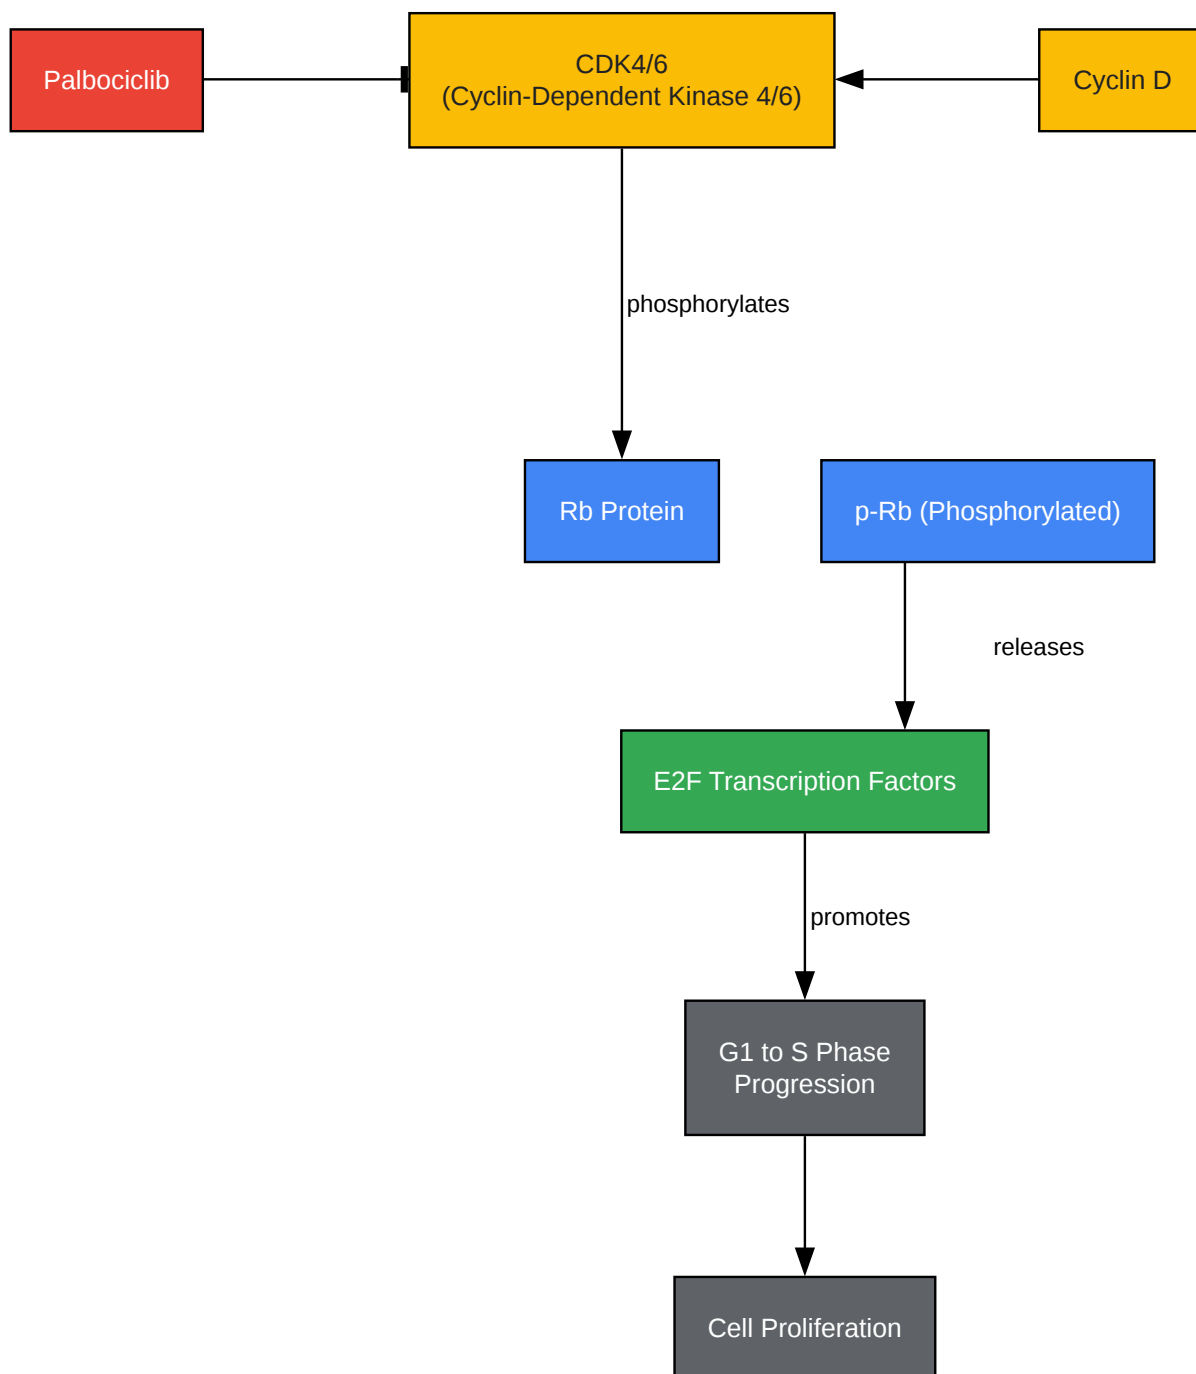 Palbociclib
CDK4/6
(Cyclin-Dependent Kinase 4/6)
Cyclin D
phosphorylates
Rb Protein
p-Rb (Phosphorylated)
releases
E2F Transcription Factors
promotes
G1 to S Phase
Progression
Cell Proliferation